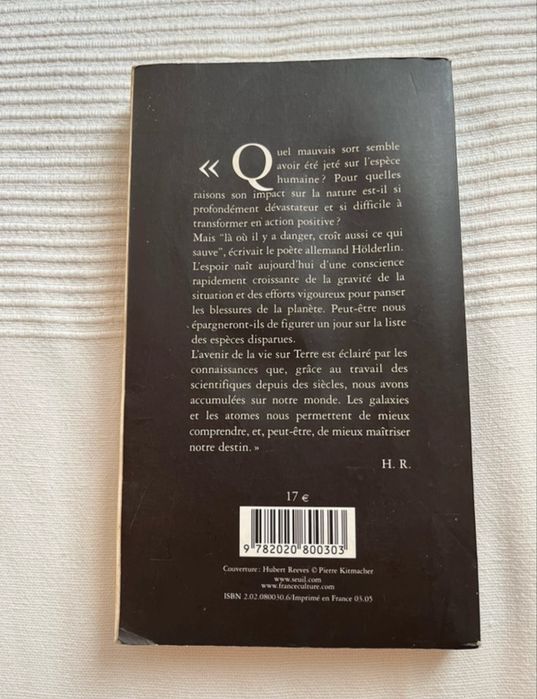 « Quel mauvais sort semble
avoir été jeté sur l'espèce
humaine ? Pour quelles
raisons son impact sur la nature est-il si
profondément dévastateur et si difficile à
transformer en action positive ?
Mais "là où il y a danger, croît aussi ce qui
sauve", écrivait le poète allemand Hölderlin.
L'espoir naît aujourd'hui d'une conscience
rapidement croissante de la gravité de la
situation et des efforts vigoureux pour panser
les blessures de la planète. Peut-être nous
épargneront-ils de figurer un jour sur la liste
des espèces disparues.
L'avenir de la vie sur Terre est éclairé par les
connaissances que, grâce au travail des
scientifiques depuis des siècles, nous avons
accumulées sur notre monde. Les galaxies
et les atomes nous permettent de mieux
comprendre, et, peut-être, de mieux maîtriser
notre destin. »
H. R.
17 €
9 782020 800303
Couverture : Hubert Reeves © Pierre Kitmacher
www.seuil.com
www.franceculture.com
ISBN 2.02.080030.6/Imprimé en France 03.05